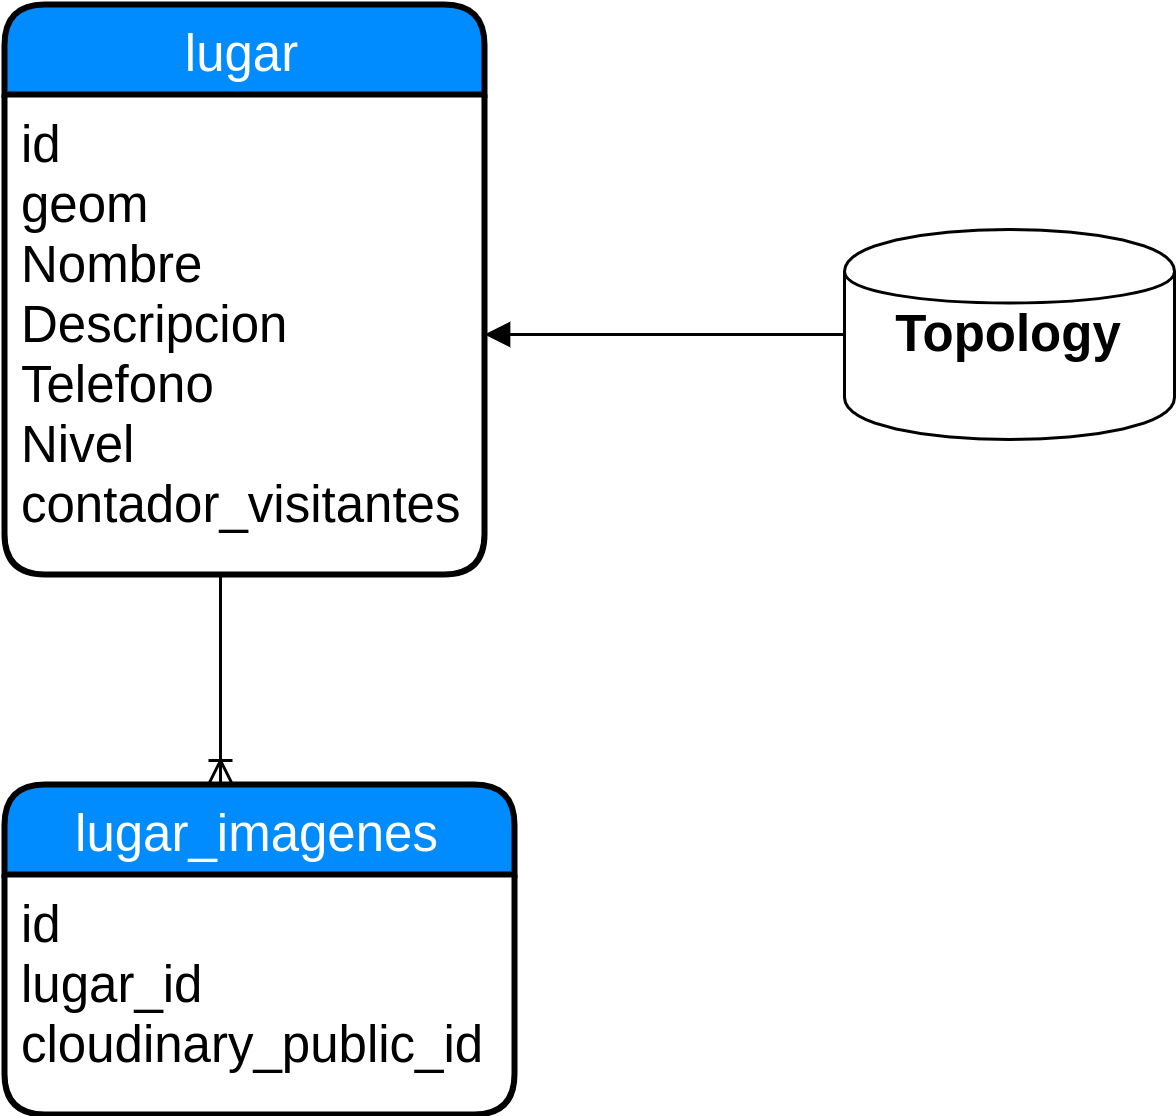 lugar
id
geom
Nombre
Descripcion
Telefono
Nivel
contador_visitantes
Topology
lugar_imagenes
id
lugar_id
cloudinary_public_id